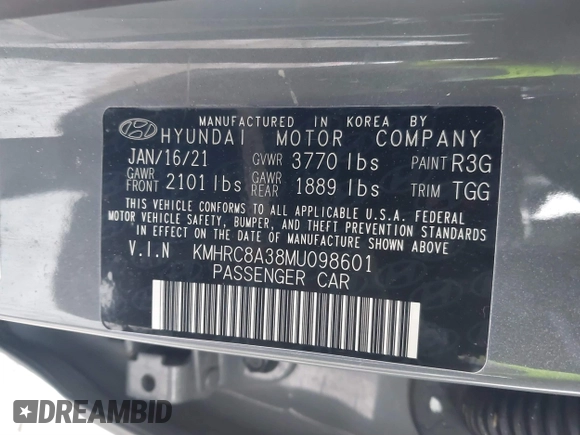 MANUFACTURED IN KOREA BY
HYUNDAI MOTOR COMPANY
JAN/16/21 GVWR 3770 lbs PAINT R3G
GAWR FRONT 2101 lbs GAWR REAR 1889 lbs TRIM TGG
THIS VEHICLE CONFORMS TO ALL APPLICABLE U.S.A. FEDERAL
MOTOR VEHICLE SAFETY, BUMPER, AND THEFT PREVENTION STANDARDS
IN EFFECT ON THE DATE OF MANUFACTURE SHOWN ABOVE.
V.I.N KMHRC8A38MU098601
PASSENGER CAR
DREAMBID